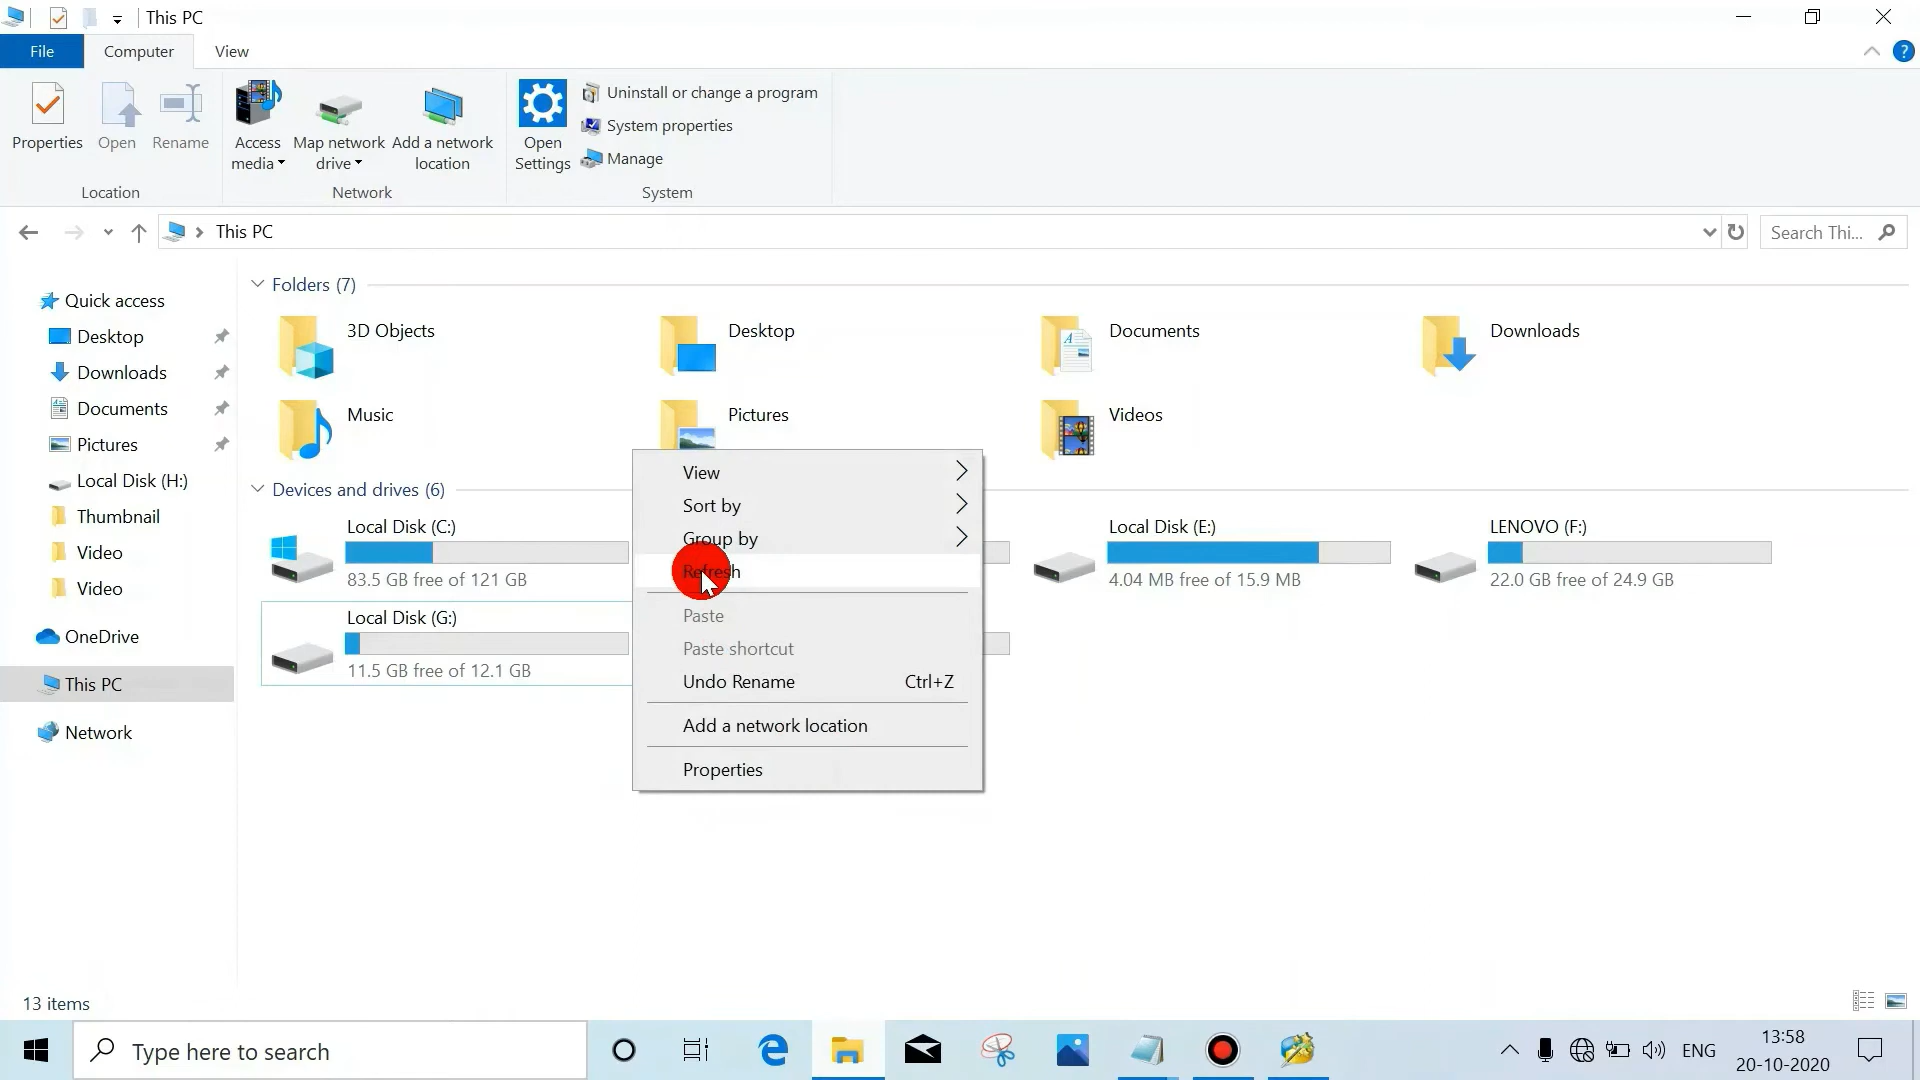 This PC
File Computer View
Properties Open Rename
Access media
Map network drive
Add a network location
Open Settings
Uninstall or change a program
System properties
Manage
Location Network System
This PC
Search Thi...
Quick access
Desktop
Downloads
Documents
Pictures
Local Disk (H:)
Thumbnail
Video
Video
OneDrive
This PC
Network
Folders (7)
3D Objects Desktop Documents Downloads
Music Pictures Videos
Devices and drives (6)
Local Disk (C:)
83.5 GB free of 121 GB
Local Disk (E:)
4.04 MB free of 15.9 MB
LENOVO (F:)
22.0 GB free of 24.9 GB
Local Disk (G:)
11.5 GB free of 12.1 GB
View
Sort by
Group by
Refresh
Paste
Paste shortcut
Undo Rename Ctrl+Z
Add a network location
Properties
13 items
Type here to search
ENG
13:58
20-10-2020